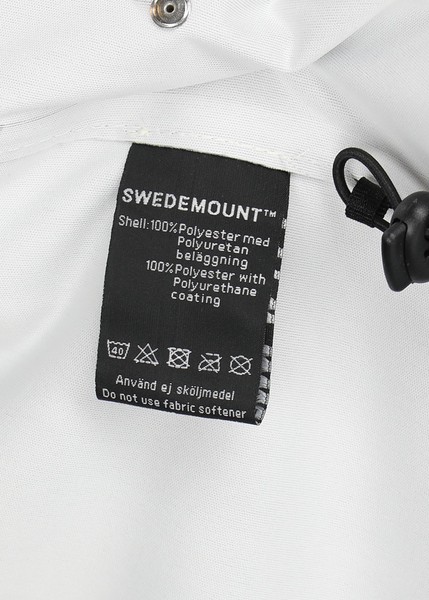 SWEDEMOUNT™
Shell:100%Polyester med
Polyuretan
beläggning
100%Polyester with
Polyurethane
coating
40
Använd ej sköljmedel
Do not use fabric softener